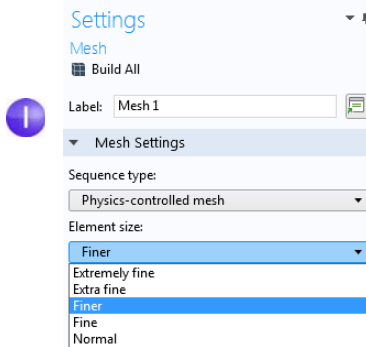 Settings
Mesh
Build All
I
Label: Mesh 1
Mesh Settings
Sequence type:
Physics-controlled mesh
Element size:
Finer
Extremely fine
Extra fine
Finer
Fine
Normal